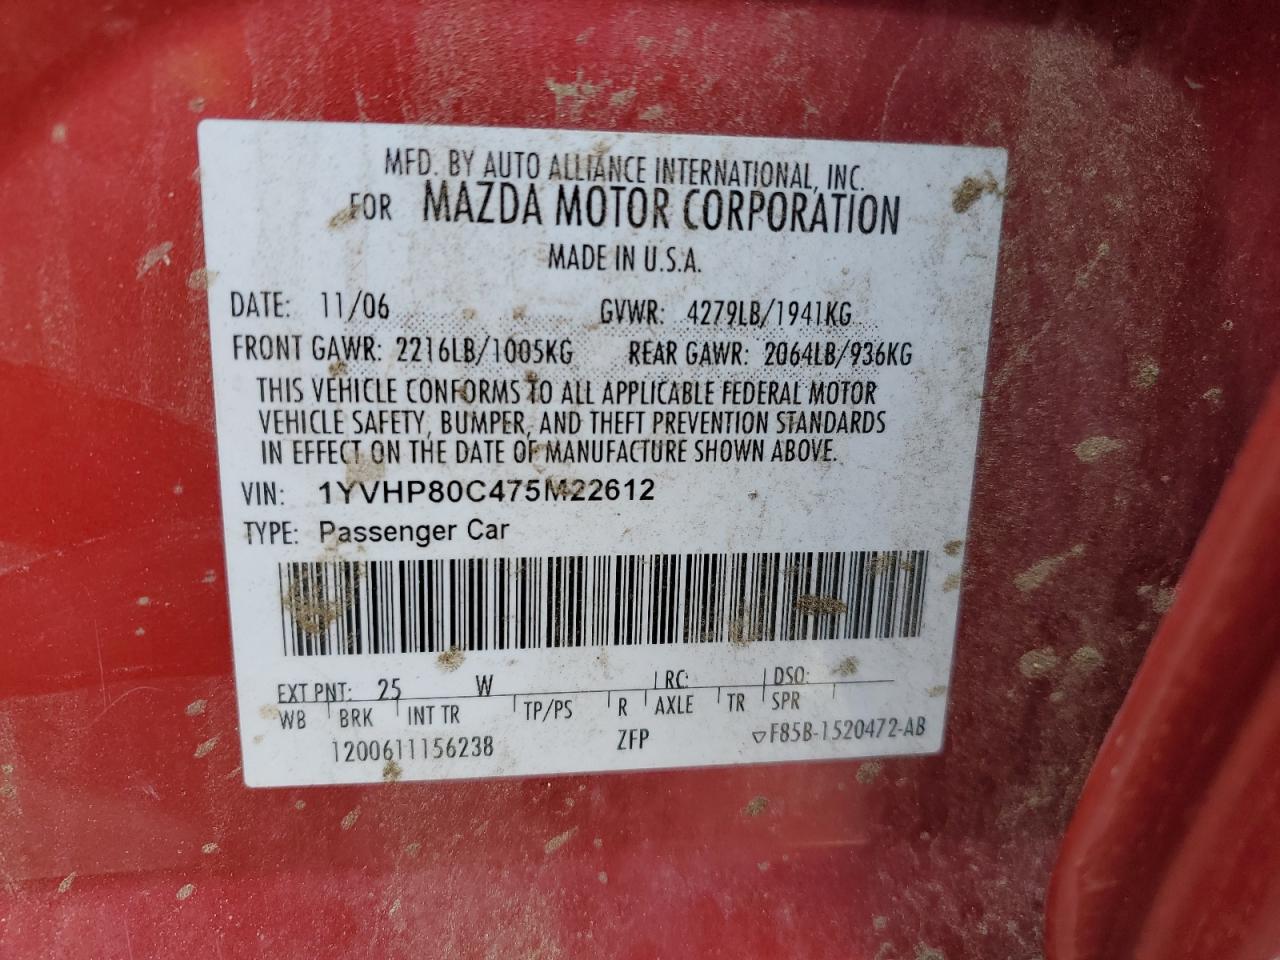 MFD. BY AUTO ALLIANCE INTERNATIONAL, INC.
FOR MAZDA MOTOR CORPORATION
MADE IN U.S.A.
DATE: 11/06 GVWR: 4279LB/1941KG
FRONT GAWR: 2216LB/1005KG REAR GAWR: 2064LB/936KG
THIS VEHICLE CONFORMS TO ALL APPLICABLE FEDERAL MOTOR
VEHICLE SAFETY, BUMPER, AND THEFT PREVENTION STANDARDS
IN EFFECT ON THE DATE OF MANUFACTURE SHOWN ABOVE.
VIN: 1YVHP80C475M22612
TYPE: Passenger Car
EXT PNT: 25 W RC: DSO:
WB BRK INT TR TP/PS R AXLE TR SPR
1200611156238 ZFP ▽F85B-1520472-AB